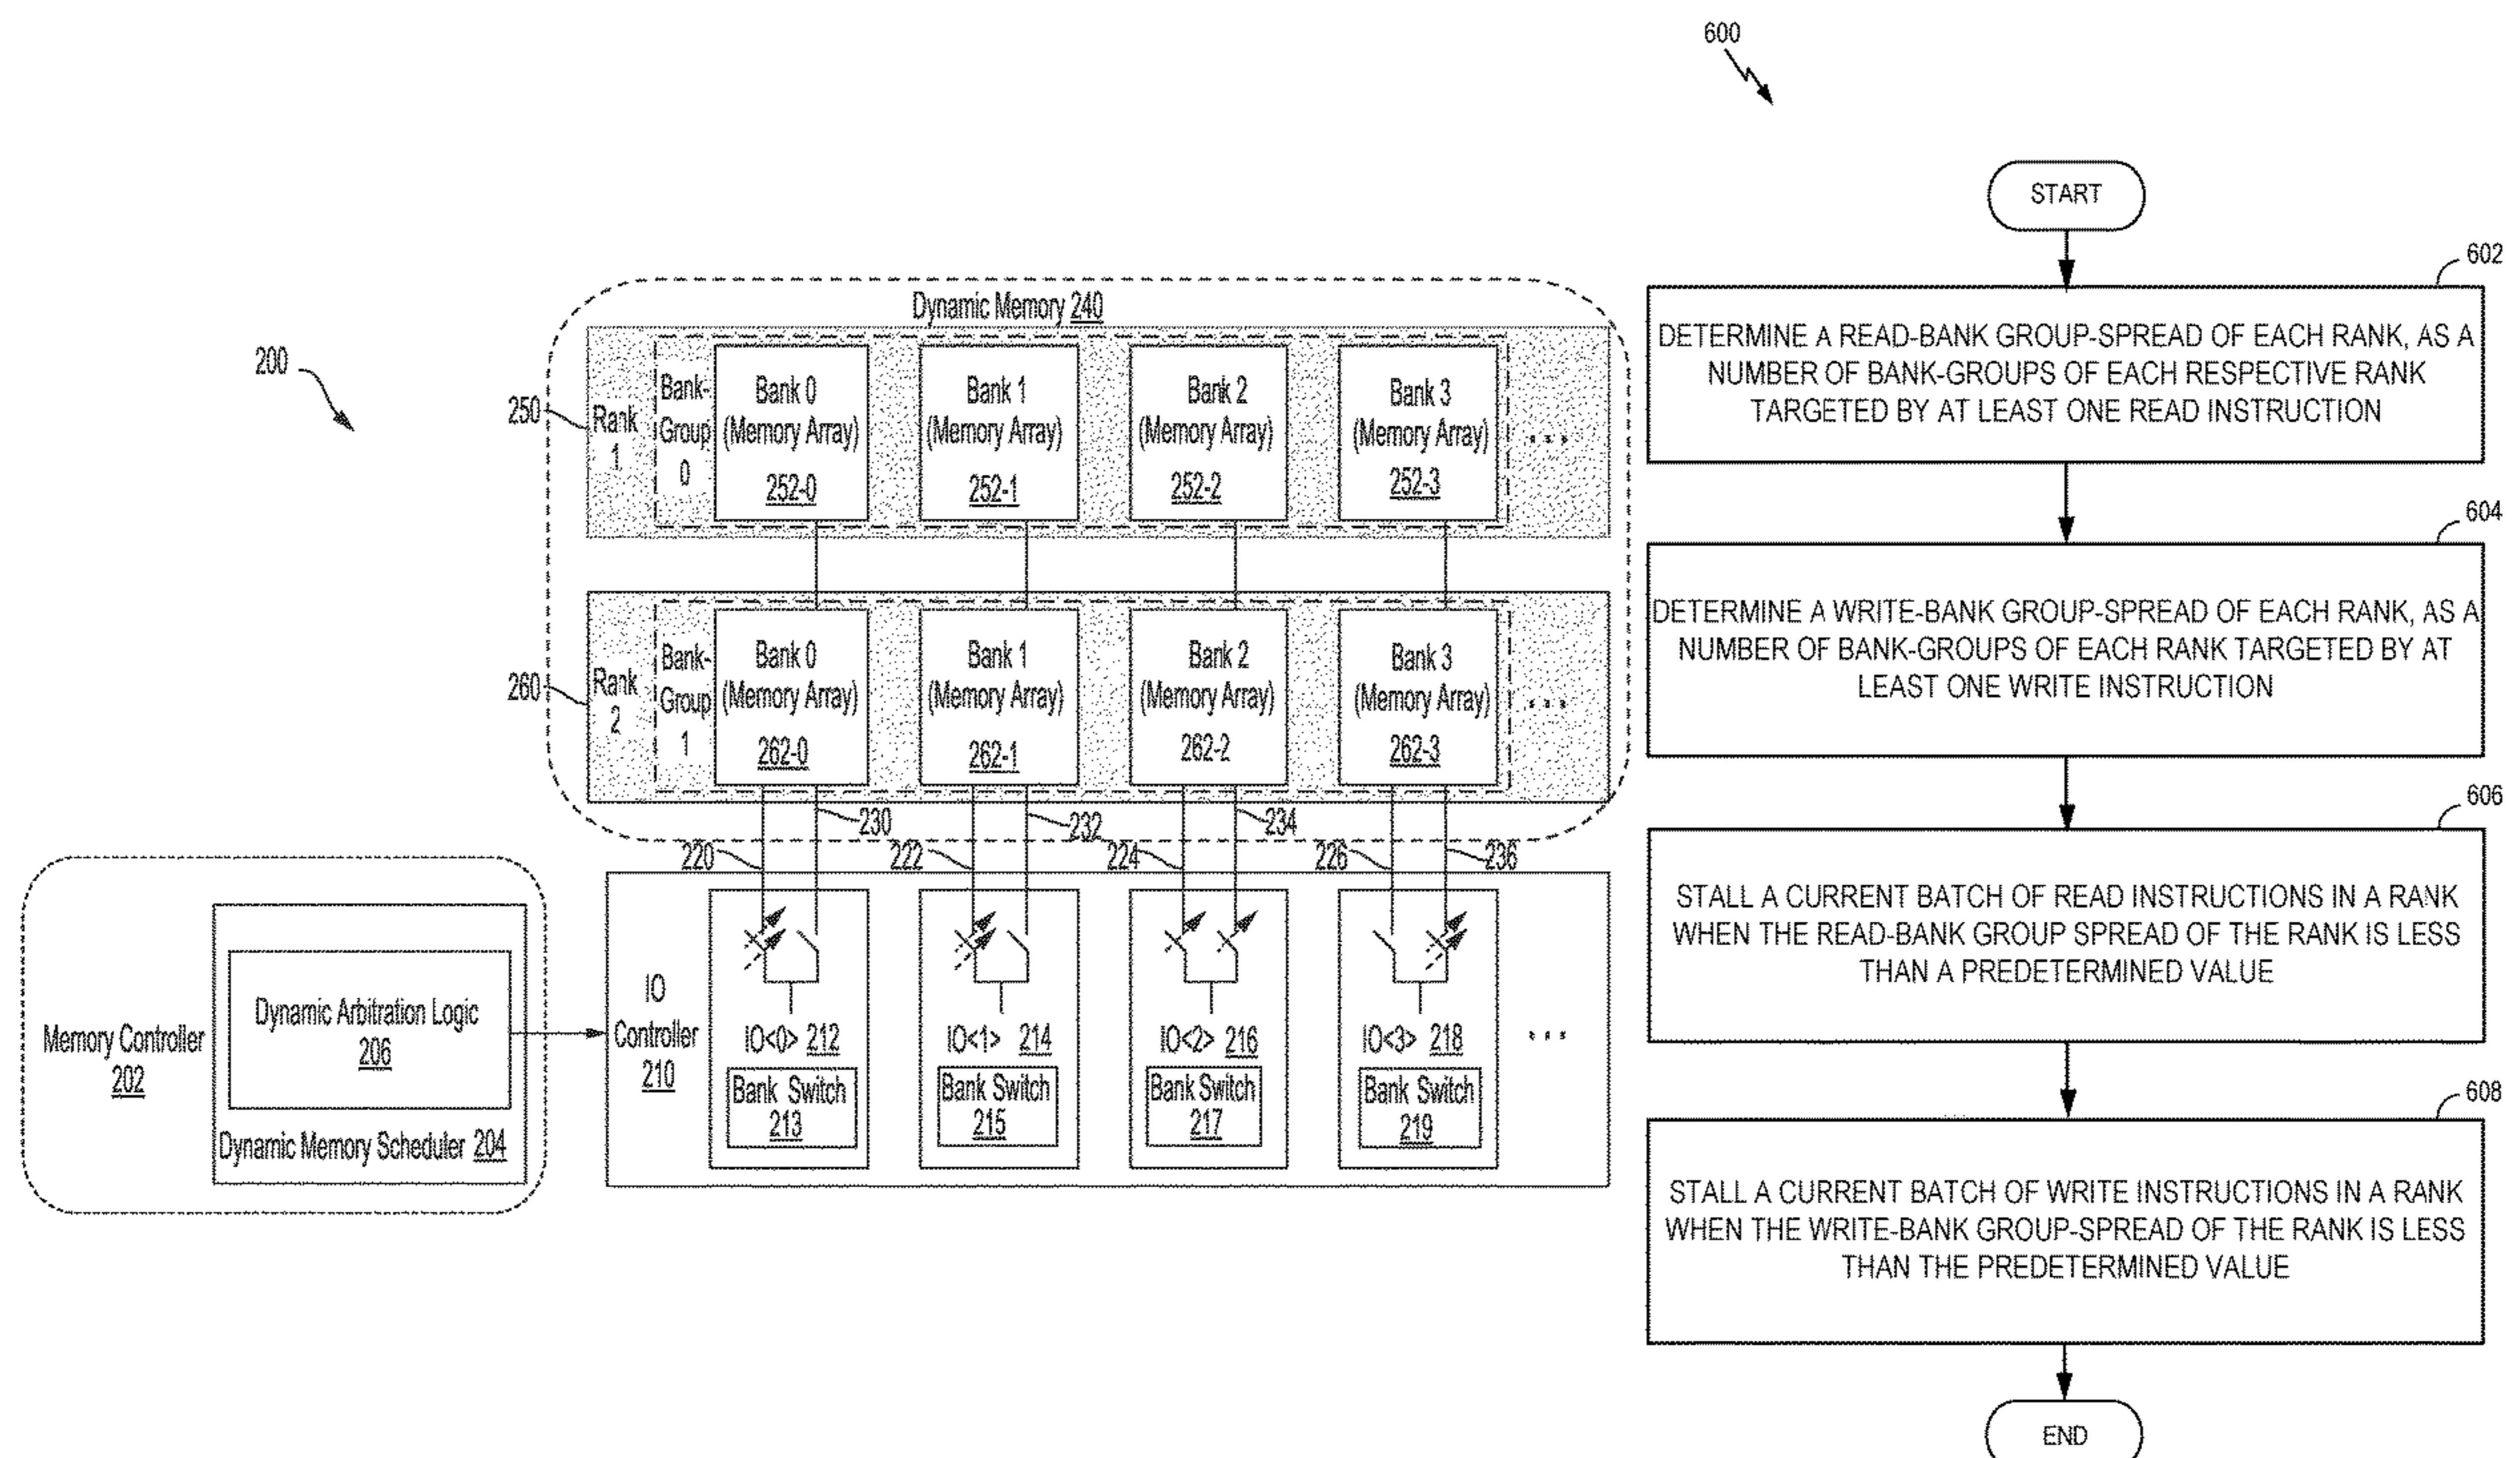 200
Dynamic Memory 240
250
Rank
1
Bank-
Group
0
Bank 0
(Memory Array)
252-0
Bank 1
(Memory Array)
252-1
Bank 2
(Memory Array)
252-2
Bank 3
(Memory Array)
252-3
...
260
Rank
2
Bank-
Group
1
Bank 0
(Memory Array)
262-0
Bank 1
(Memory Array)
262-1
Bank 2
(Memory Array)
262-2
Bank 3
(Memory Array)
262-3
...
230
232
234
220
222
224
226
236
Memory Controller
202
Dynamic Arbitration Logic
206
Dynamic Memory Scheduler 204
IO
Controller
210
IO<0> 212
Bank Switch
213
IO<1> 214
Bank Switch
215
IO<2> 216
Bank Switch
217
IO<3> 218
Bank Switch
219
...
600
START
602
DETERMINE A READ-BANK GROUP-SPREAD OF EACH RANK, AS A
NUMBER OF BANK-GROUPS OF EACH RESPECTIVE RANK
TARGETED BY AT LEAST ONE READ INSTRUCTION
604
DETERMINE A WRITE-BANK GROUP-SPREAD OF EACH RANK, AS A
NUMBER OF BANK-GROUPS OF EACH RANK TARGETED BY AT
LEAST ONE WRITE INSTRUCTION
606
STALL A CURRENT BATCH OF READ INSTRUCTIONS IN A RANK
WHEN THE READ-BANK GROUP SPREAD OF THE RANK IS LESS
THAN A PREDETERMINED VALUE
608
STALL A CURRENT BATCH OF WRITE INSTRUCTIONS IN A RANK
WHEN THE WRITE-BANK GROUP-SPREAD OF THE RANK IS LESS
THAN THE PREDETERMINED VALUE
END